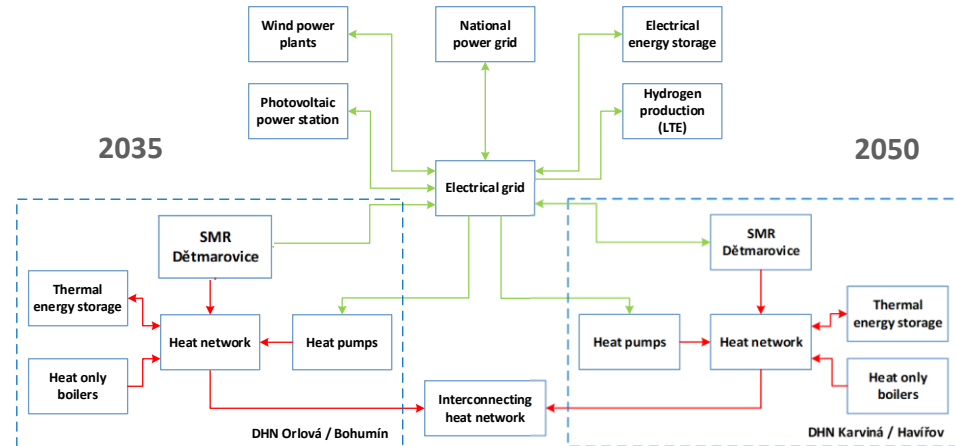 Wind power
plants
National
power grid
Electrical
energy storage
Photovoltaic
power station
Hydrogen
production
(LTE)
2035
2050
Electrical grid
SMR
Dětmarovice
SMR
Dětmarovice
Thermal
energy storage
Heat network
Heat pumps
Heat only
boilers
Heat pumps
Heat network
Thermal
energy storage
Heat only
boilers
Interconnecting
heat network
DHN Orlová / Bohumín
DHN Karviná / Havířov